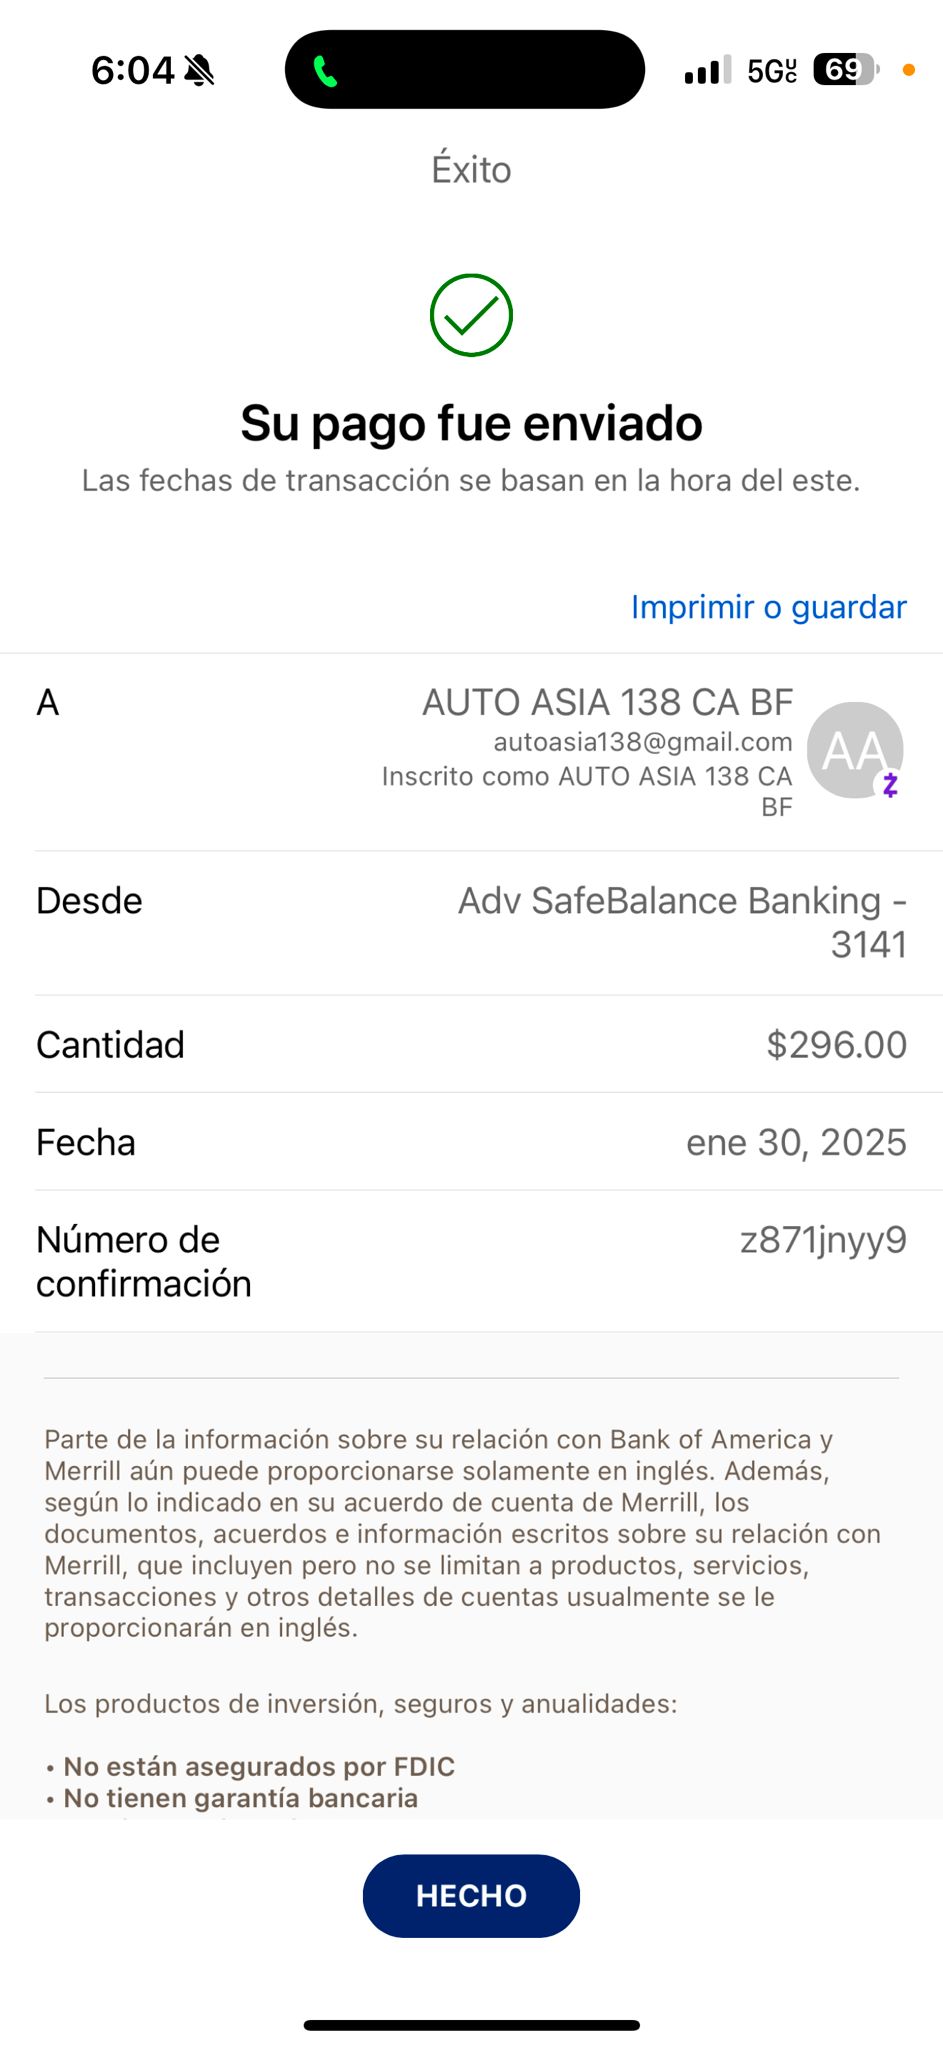 6:04
5GUC
69
Éxito
Su pago fue enviado
Las fechas de transacción se basan en la hora del este.
Imprimir o guardar
A
AUTO ASIA 138 CA BF
autoasia138@gmail.com
Inscrito como AUTO ASIA 138 CA
BF
AA
Desde
Adv SafeBalance Banking -
3141
Cantidad
$296.00
Fecha
ene 30, 2025
Número de
confirmación
z871jnyy9
Parte de la información sobre su relación con Bank of America y
Merrill aún puede proporcionarse solamente en inglés. Además,
según lo indicado en su acuerdo de cuenta de Merrill, los
documentos, acuerdos e información escritos sobre su relación con
Merrill, que incluyen pero no se limitan a productos, servicios,
transacciones y otros detalles de cuentas usualmente se le
proporcionarán en inglés.
Los productos de inversión, seguros y anualidades:
• No están asegurados por FDIC
• No tienen garantía bancaria
HECHO